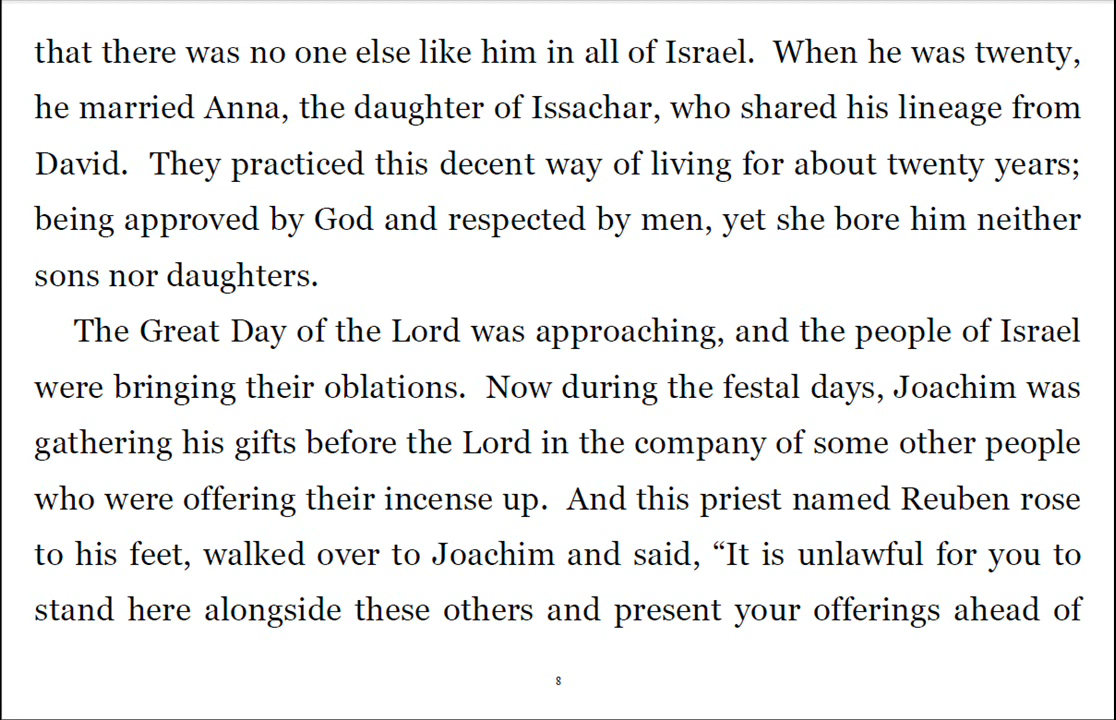 that there was no one else like him in all of Israel.  When he was twenty,
he married Anna, the daughter of Issachar, who shared his lineage from
David.  They practiced this decent way of living for about twenty years;
being approved by God and respected by men, yet she bore him neither
sons nor daughters.
The Great Day of the Lord was approaching, and the people of Israel
were bringing their oblations.  Now during the festal days, Joachim was
gathering his gifts before the Lord in the company of some other people
who were offering their incense up.  And this priest named Reuben rose
to his feet, walked over to Joachim and said, “It is unlawful for you to
stand here alongside these others and present your offerings ahead of
8